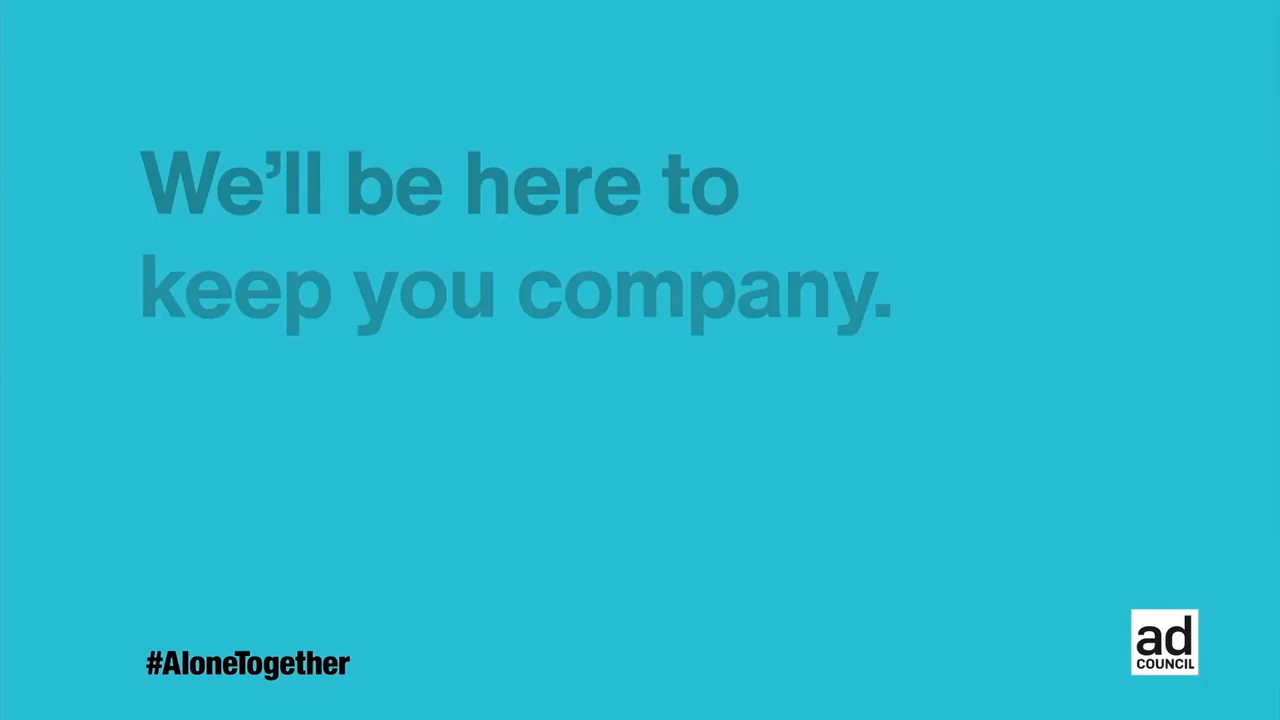 We’ll be here to
keep you company.
#AloneTogether
ad
COUNCIL